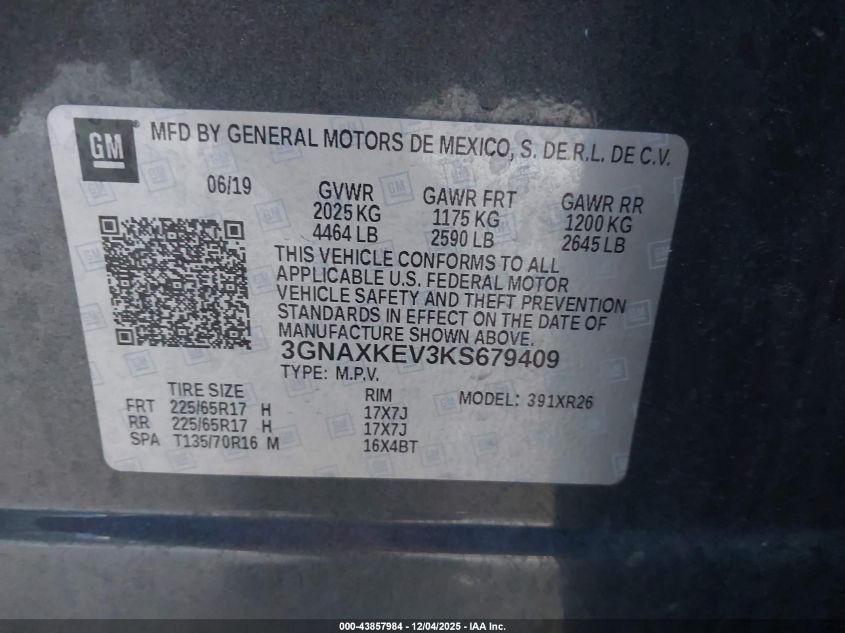 GM
MFD BY GENERAL MOTORS DE MEXICO, S. DE R.L. DE C.V.
06/19
GVWR GAWR FRT GAWR RR
2025 KG 1175 KG 1200 KG
4464 LB 2590 LB 2645 LB
THIS VEHICLE CONFORMS TO ALL
APPLICABLE U.S. FEDERAL MOTOR
VEHICLE SAFETY AND THEFT PREVENTION
STANDARDS IN EFFECT ON THE DATE OF
MANUFACTURE SHOWN ABOVE.
3GNAXKEV3KS679409
TYPE: M.P.V.
TIRE SIZE RIM MODEL: 391XR26
FRT 225/65R17 H 17X7J
RR 225/65R17 H 17X7J
SPA T135/70R16 M 16X4BT
000-43857984 - 12/04/2025 - IAA Inc.